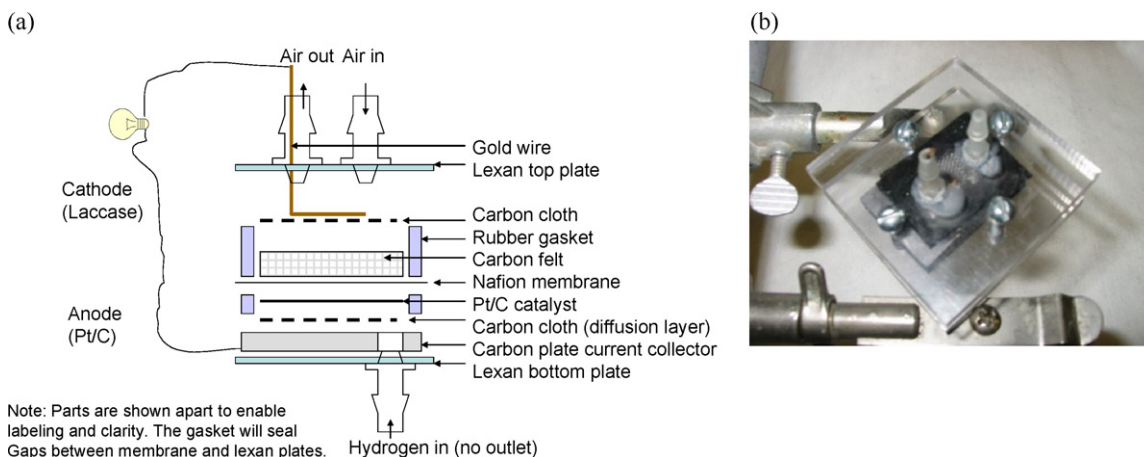 (a)
(b)
Air out Air in
Gold wire
Lexan top plate
Cathode
(Laccase)
Carbon cloth
Rubber gasket
Carbon felt
Nafion membrane
Anode
(Pt/C)
Pt/C catalyst
Carbon cloth (diffusion layer)
Carbon plate current collector
Lexan bottom plate
Note: Parts are shown apart to enable
labeling and clarity. The gasket will seal
Gaps between membrane and lexan plates.
Hydrogen in (no outlet)